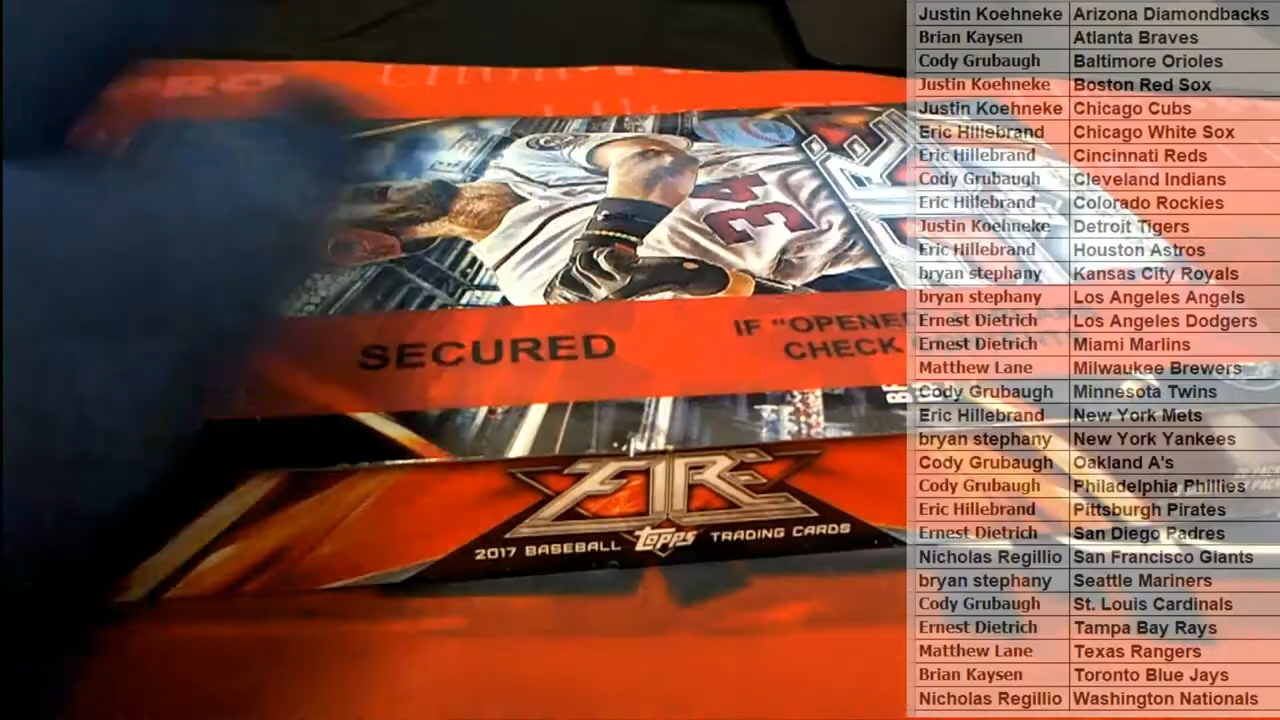 Justin Koehneke Arizona Diamondbacks
Brian Kaysen Atlanta Braves
Cody Grubaugh Baltimore Orioles
Justin Koehneke Boston Red Sox
Justin Koehneke Chicago Cubs
Eric Hillebrand Chicago White Sox
Eric Hillebrand Cincinnati Reds
Cody Grubaugh Cleveland Indians
Eric Hillebrand Colorado Rockies
Justin Koehneke Detroit Tigers
Eric Hillebrand Houston Astros
bryan stephany Kansas City Royals
bryan stephany Los Angeles Angels
Ernest Dietrich Los Angeles Dodgers
Ernest Dietrich Miami Marlins
Matthew Lane Milwaukee Brewers
Cody Grubaugh Minnesota Twins
Eric Hillebrand New York Mets
bryan stephany New York Yankees
Cody Grubaugh Oakland A's
Cody Grubaugh Philadelphia Phillies
Eric Hillebrand Pittsburgh Pirates
Ernest Dietrich San Diego Padres
Nicholas Regillio San Francisco Giants
bryan stephany Seattle Mariners
Cody Grubaugh St. Louis Cardinals
Ernest Dietrich Tampa Bay Rays
Matthew Lane Texas Rangers
Brian Kaysen Toronto Blue Jays
Nicholas Regillio Washington Nationals
34
SECURED
IF "OPENE
CHECK
FIRE
2017 BASEBALL Topps TRADING CARDS